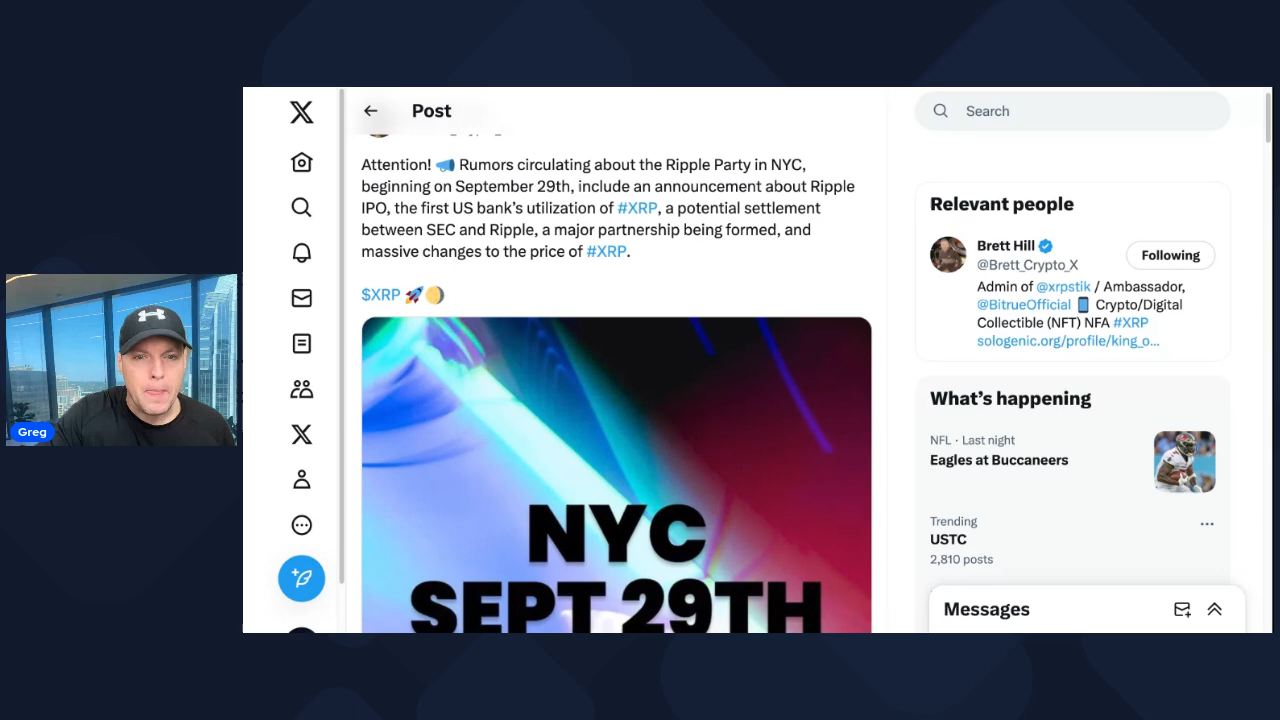 Greg
Post
Attention! 📣 Rumors circulating about the Ripple Party in NYC,
beginning on September 29th, include an announcement about Ripple
IPO, the first US bank’s utilization of #XRP, a potential settlement
between SEC and Ripple, a major partnership being formed, and
massive changes to the price of #XRP.
$XRP 🚀🌖
NYC
SEPT 29TH
Search
Relevant people
Brett Hill
@Brett_Crypto_X
Following
Admin of @xrpstik / Ambassador,
@BitrueOfficial 📱 Crypto/Digital
Collectible (NFT) NFA #XRP
sologenic.org/profile/king_o…
What’s happening
NFL · Last night
Eagles at Buccaneers
Trending
USTC
2,810 posts
Messages